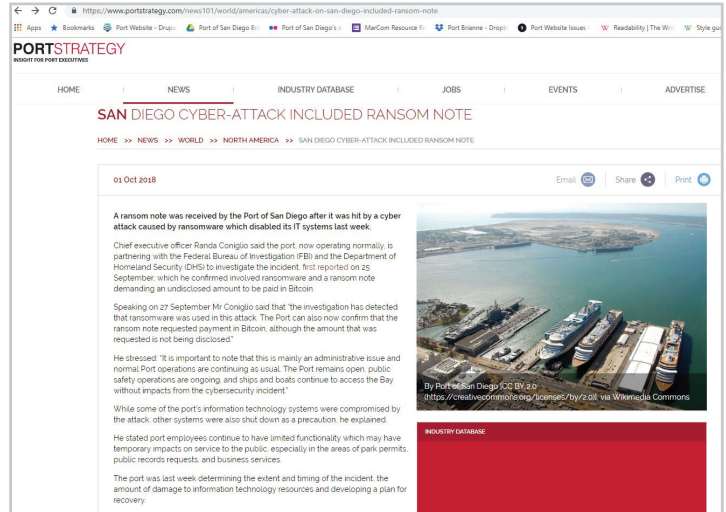 https://www.portstrategy.com/news101/world/americas/cyber-attack-on-san-diego-included-ransom-note
Apps Bookmarks Port Website - Drup Port of San Diego Br Port of San Diego's MarCom Resource Port Brianne - Drop Port Website Issues Readability | The Wr Style gui
PORTSTRATEGY
INSIGHT FOR PORT EXECUTIVES
HOME NEWS INDUSTRY DATABASE JOBS EVENTS ADVERTISE
SAN DIEGO CYBER-ATTACK INCLUDED RANSOM NOTE
HOME >> NEWS >> WORLD >> NORTH AMERICA >> SAN DIEGO CYBER-ATTACK INCLUDED RANSOM NOTE
01 Oct 2018 Email Share Print
A ransom note was received by the Port of San Diego after it was hit by a cyber
attack caused by ransomware which disabled its IT systems last week.
Chief executive officer Randa Coniglio said the port, now operating normally, is
partnering with the Federal Bureau of Investigation (FBI) and the Department of
Homeland Security (DHS) to investigate the incident, first reported on 25
September, which he confirmed involved ransomware and a ransom note
demanding an undisclosed amount to be paid in Bitcoin.
Speaking on 27 September Mr Coniglio said that "the investigation has detected
that ransomware was used in this attack. The Port can also now confirm that the
ransom note requested payment in Bitcoin, although the amount that was
requested is not being disclosed."
He stressed: "It is important to note that this is mainly an administrative issue and
normal Port operations are continuing as usual. The Port remains open, public
safety operations are ongoing, and ships and boats continue to access the Bay
without impacts from the cybersecurity incident."
While some of the port's information technology systems were compromised by
the attack, other systems were also shut down as a precaution, he explained.
He stated port employees continue to have limited functionality which may have
temporary impacts on service to the public, especially in the areas of park permits,
public records requests, and business services.
The port was last week determining the extent and timing of the incident, the
amount of damage to information technology resources and developing a plan for
recovery.
By Port of San Diego [CC BY 2.0
(https://creativecommons.org/licenses/by/2.0)], via Wikimedia Commons
INDUSTRY DATABASE